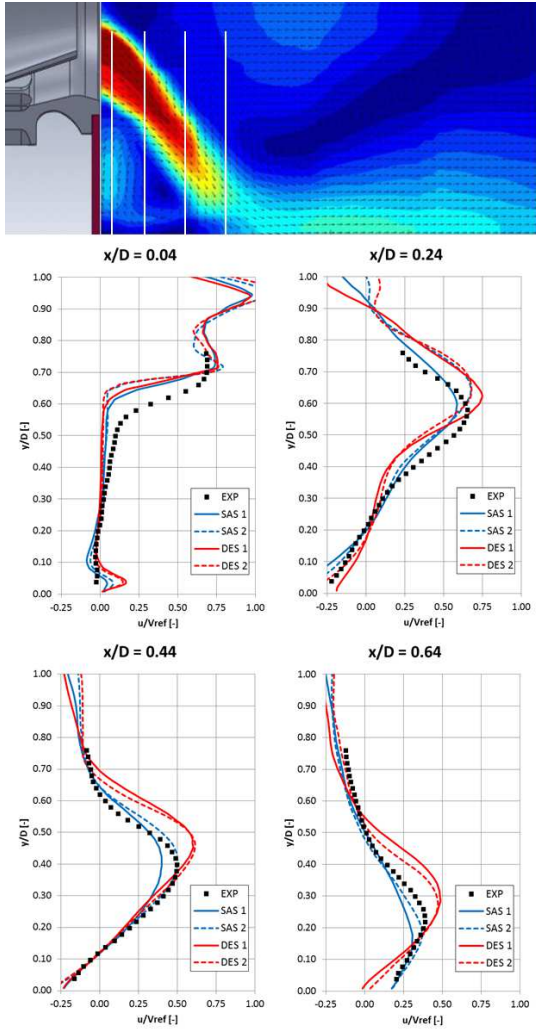 x/D = 0.04
x/D = 0.24
1.00
0.90
0.80
0.70
0.60
0.50
0.40
0.30
0.20
0.10
0.00
y/D [-]
EXP
SAS 1
SAS 2
DES 1
DES 2
-0.25 0.00 0.25 0.50 0.75 1.00
u/Vref [-]
1.00
0.90
0.80
0.70
0.60
0.50
0.40
0.30
0.20
0.10
0.00
y/D [-]
EXP
SAS 1
SAS 2
DES 1
DES 2
-0.25 0.00 0.25 0.50 0.75 1.00
u/Vref [-]
x/D = 0.44
x/D = 0.64
1.00
0.90
0.80
0.70
0.60
0.50
0.40
0.30
0.20
0.10
0.00
y/D [-]
EXP
SAS 1
SAS 2
DES 1
DES 2
-0.25 0.00 0.25 0.50 0.75 1.00
u/Vref [-]
1.00
0.90
0.80
0.70
0.60
0.50
0.40
0.30
0.20
0.10
0.00
y/D [-]
EXP
SAS 1
SAS 2
DES 1
DES 2
-0.25 0.00 0.25 0.50 0.75 1.00
u/Vref [-]